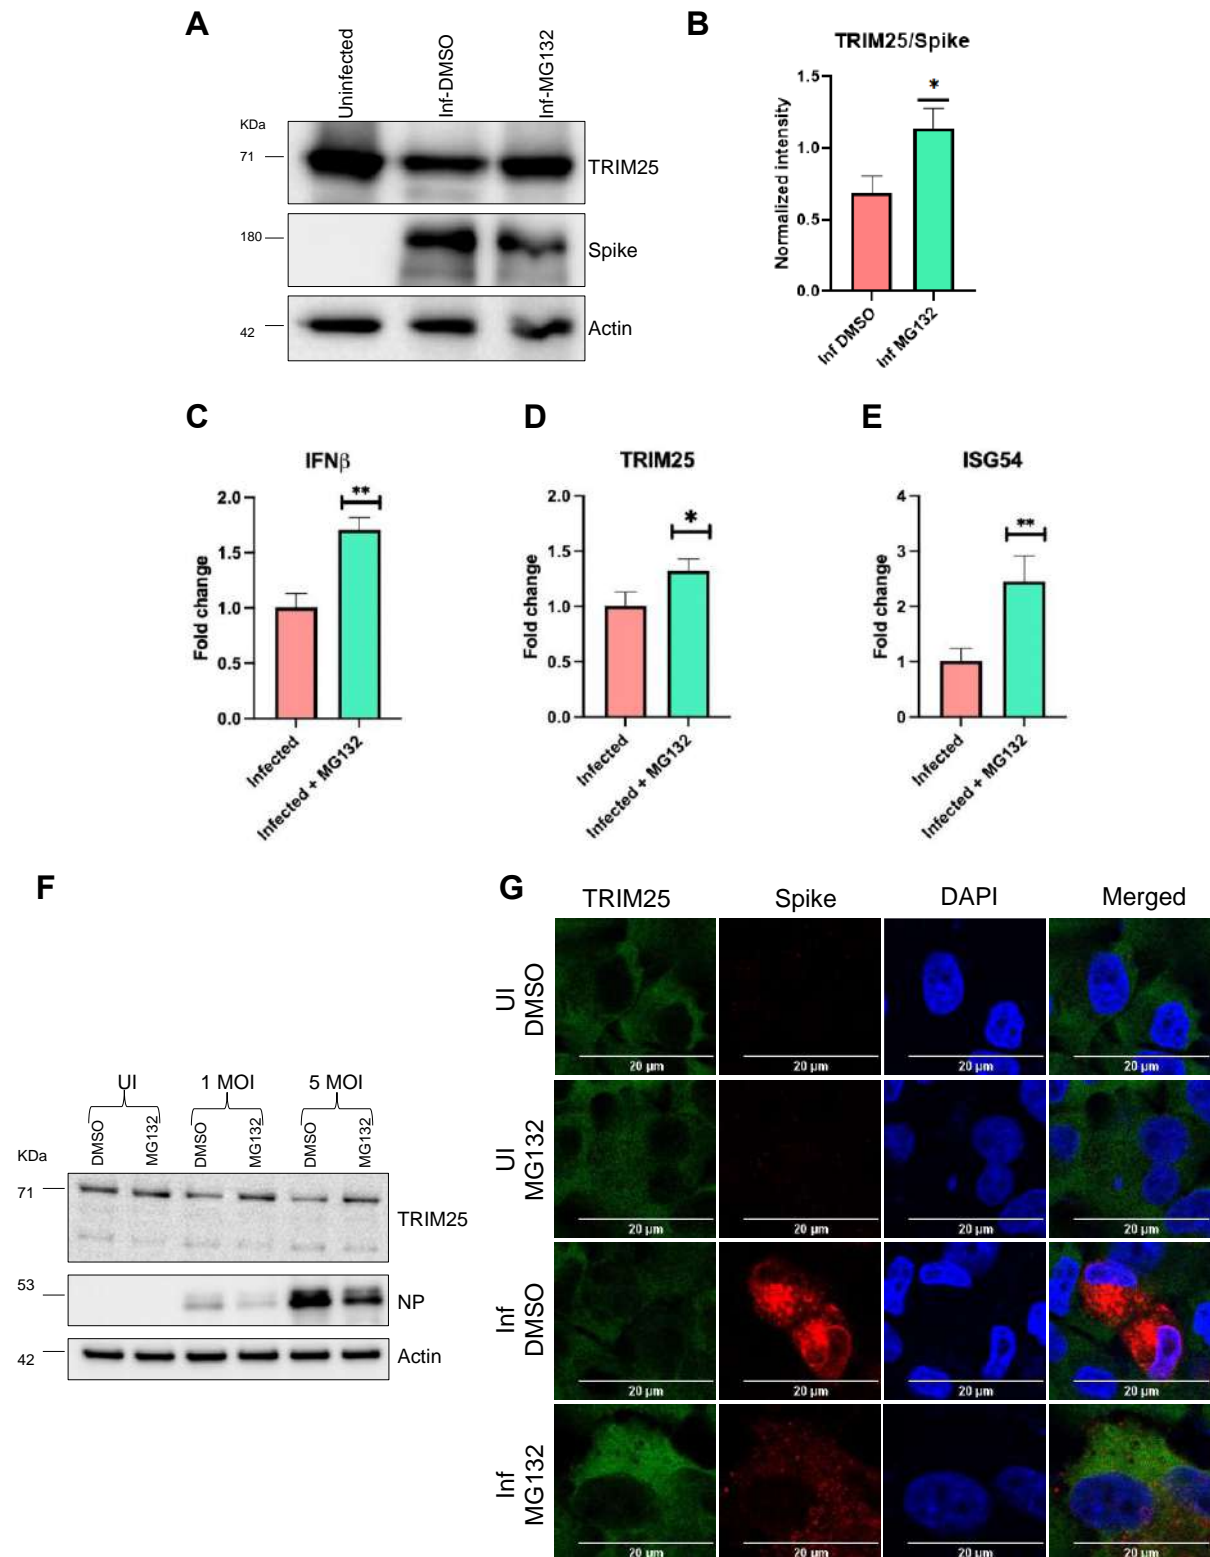 A
Uninfected
Inf-DMSO
Inf-MG132
KDa
71
TRIM25
180
Spike
42
Actin
B
TRIM25/Spike
Normalized intensity
1.5
1.0
0.5
0.0
*
Inf DMSO
Inf MG132
C
IFNβ
Fold change
2.0
1.5
1.0
0.5
0.0
**
Infected
Infected + MG132
D
TRIM25
Fold change
2.0
1.5
1.0
0.5
0.0
*
Infected
Infected + MG132
E
ISG54
Fold change
4
3
2
1
0
**
Infected
Infected + MG132
F
UI
1 MOI
5 MOI
DMSO
MG132
DMSO
MG132
DMSO
MG132
KDa
71
TRIM25
53
NP
42
Actin
G
TRIM25
Spike
DAPI
Merged
UI
DMSO
20 μm
20 μm
20 μm
20 μm
UI
MG132
20 μm
20 μm
20 μm
20 μm
Inf
DMSO
20 μm
20 μm
20 μm
20 μm
Inf
MG132
20 μm
20 μm
20 μm
20 μm